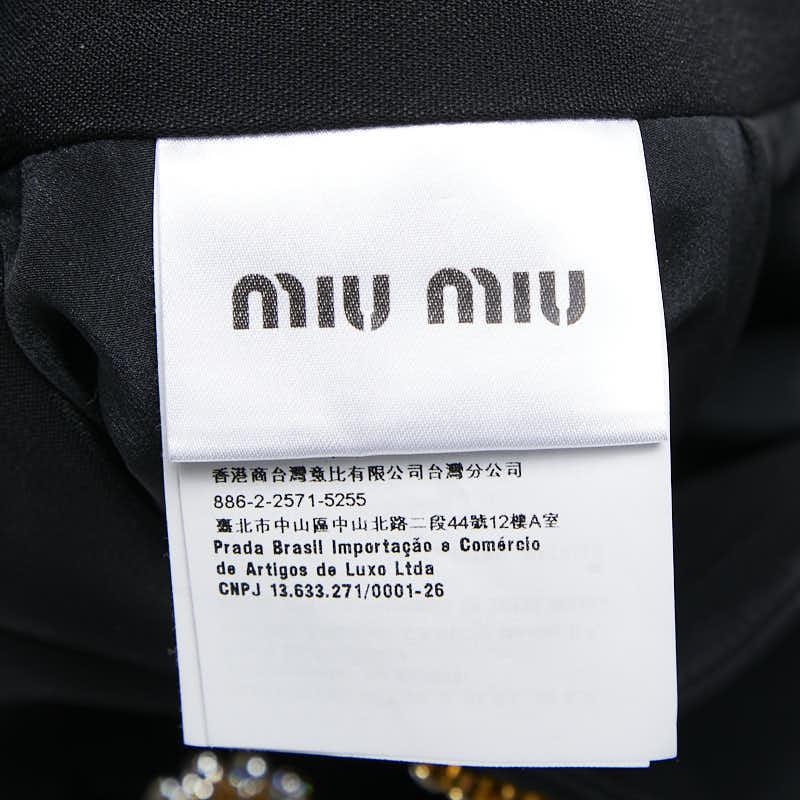 miu miu
香港商台灣意比有限公司台灣分公司
886-2-2571-5255
臺北市中山區中山北路二段44號12樓A室
Prada Brasil Importação e Comércio
de Artigos de Luxo Ltda
CNPJ 13.633.271/0001-26